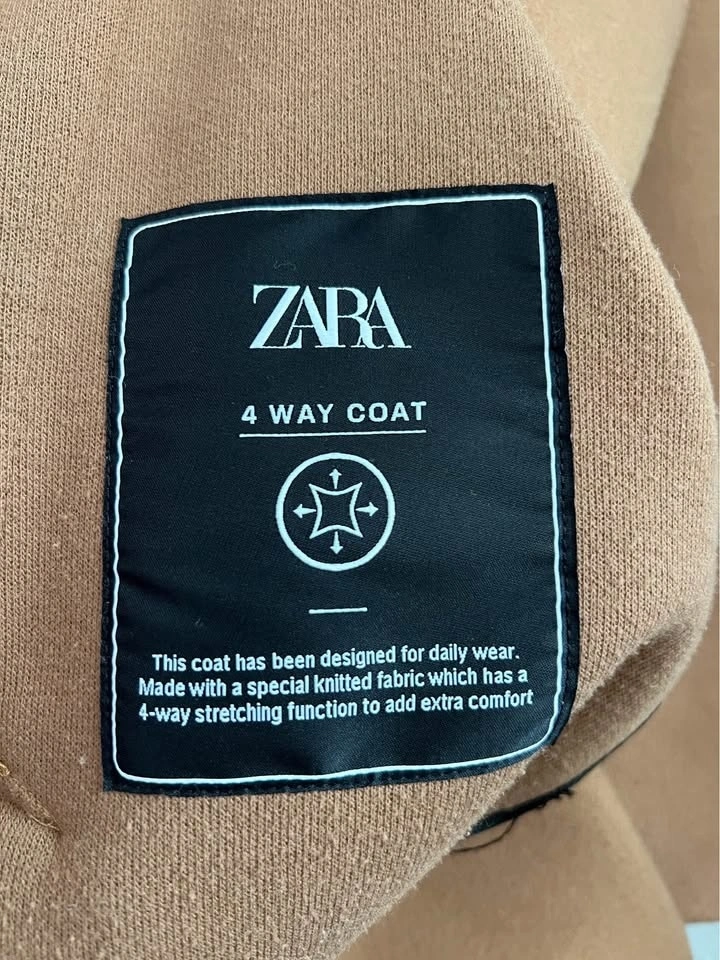 ZARA
4 WAY COAT
This coat has been designed for daily wear.
Made with a special knitted fabric which has a
4-way stretching function to add extra comfort